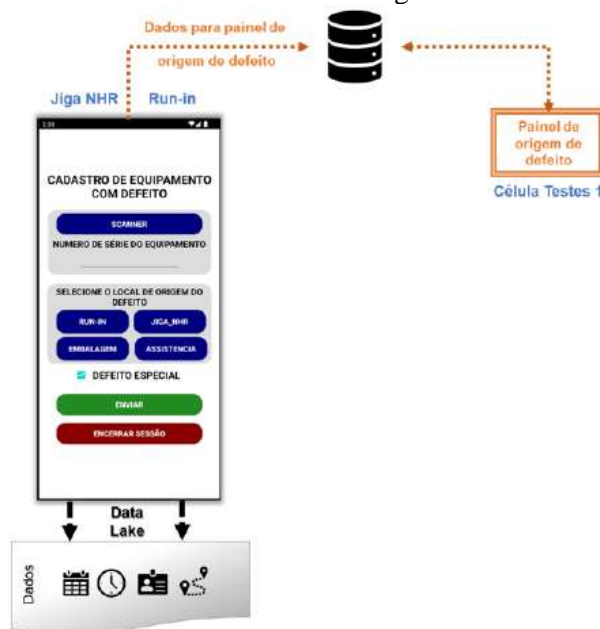 Dados para painel de
origem de defeito
Jiga NHR Run-in
Painel de
origem de
defeito
Célula Testes 1
CADASTRO DE EQUIPAMENTO
COM DEFEITO
SCANNER
NUMERO DE SÉRIE DO EQUIPAMENTO
SELECIONE O LOCAL DE ORIGEM DO
DEFEITO
RUN-IN JIGA_NHR
EMBALAGEM ASSISTENCIA
DEFEITO ESPECIAL
ENVIAR
ENCERRAR SESSÃO
Data
Lake
Dados